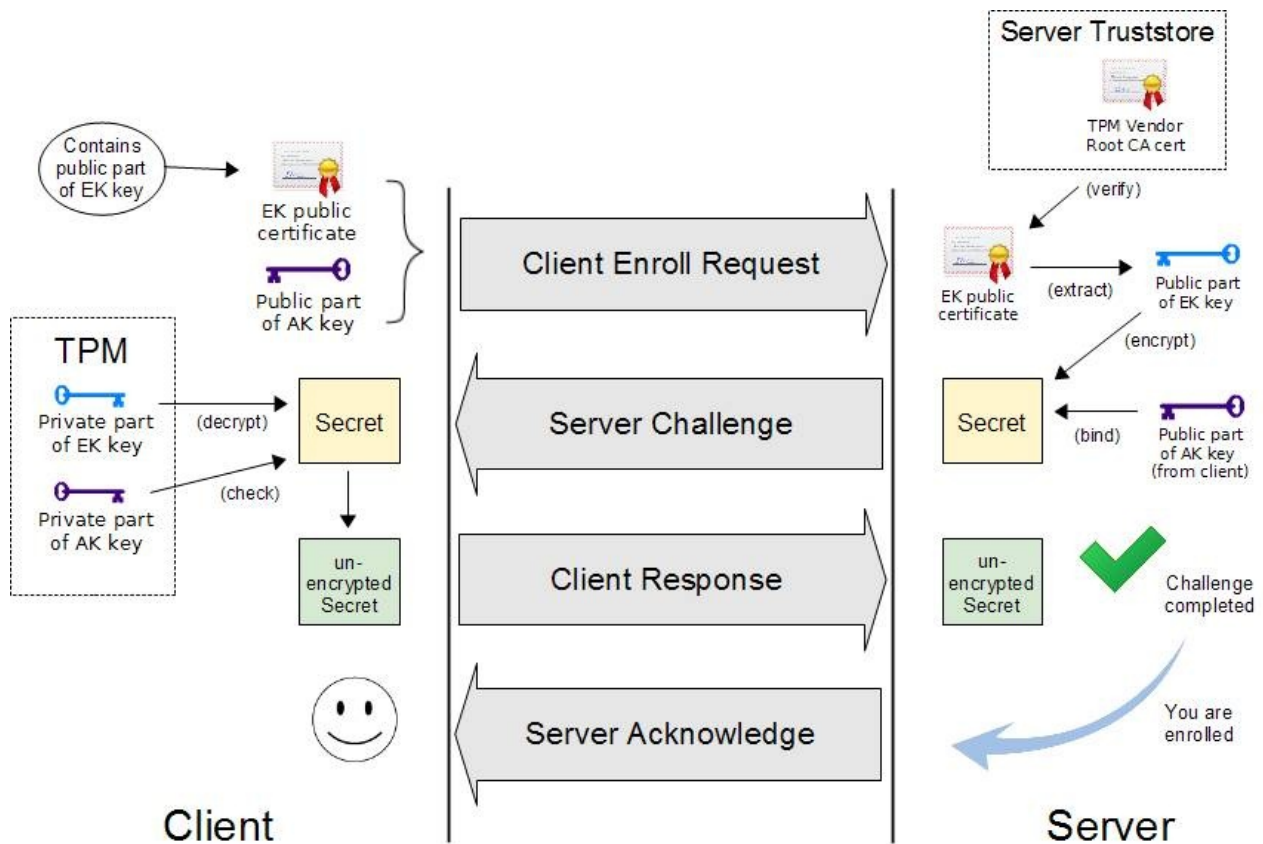 Server Truststore
TPM Vendor
Root CA cert
(verify)
Contains
public part
of EK key
EK public
certificate
Public part
of AK key
Client Enroll Request
EK public
certificate
(extract)
Public part
of EK key
(encrypt)
TPM
Private part
of EK key
(decrypt)
Secret
Private part
of AK key
(check)
Server Challenge
Secret
(bind)
Public part
of AK key
(from client)
un-
encrypted
Secret
Client Response
un-
encrypted
Secret
Challenge
completed
Server Acknowledge
You are
enrolled
Client
Server